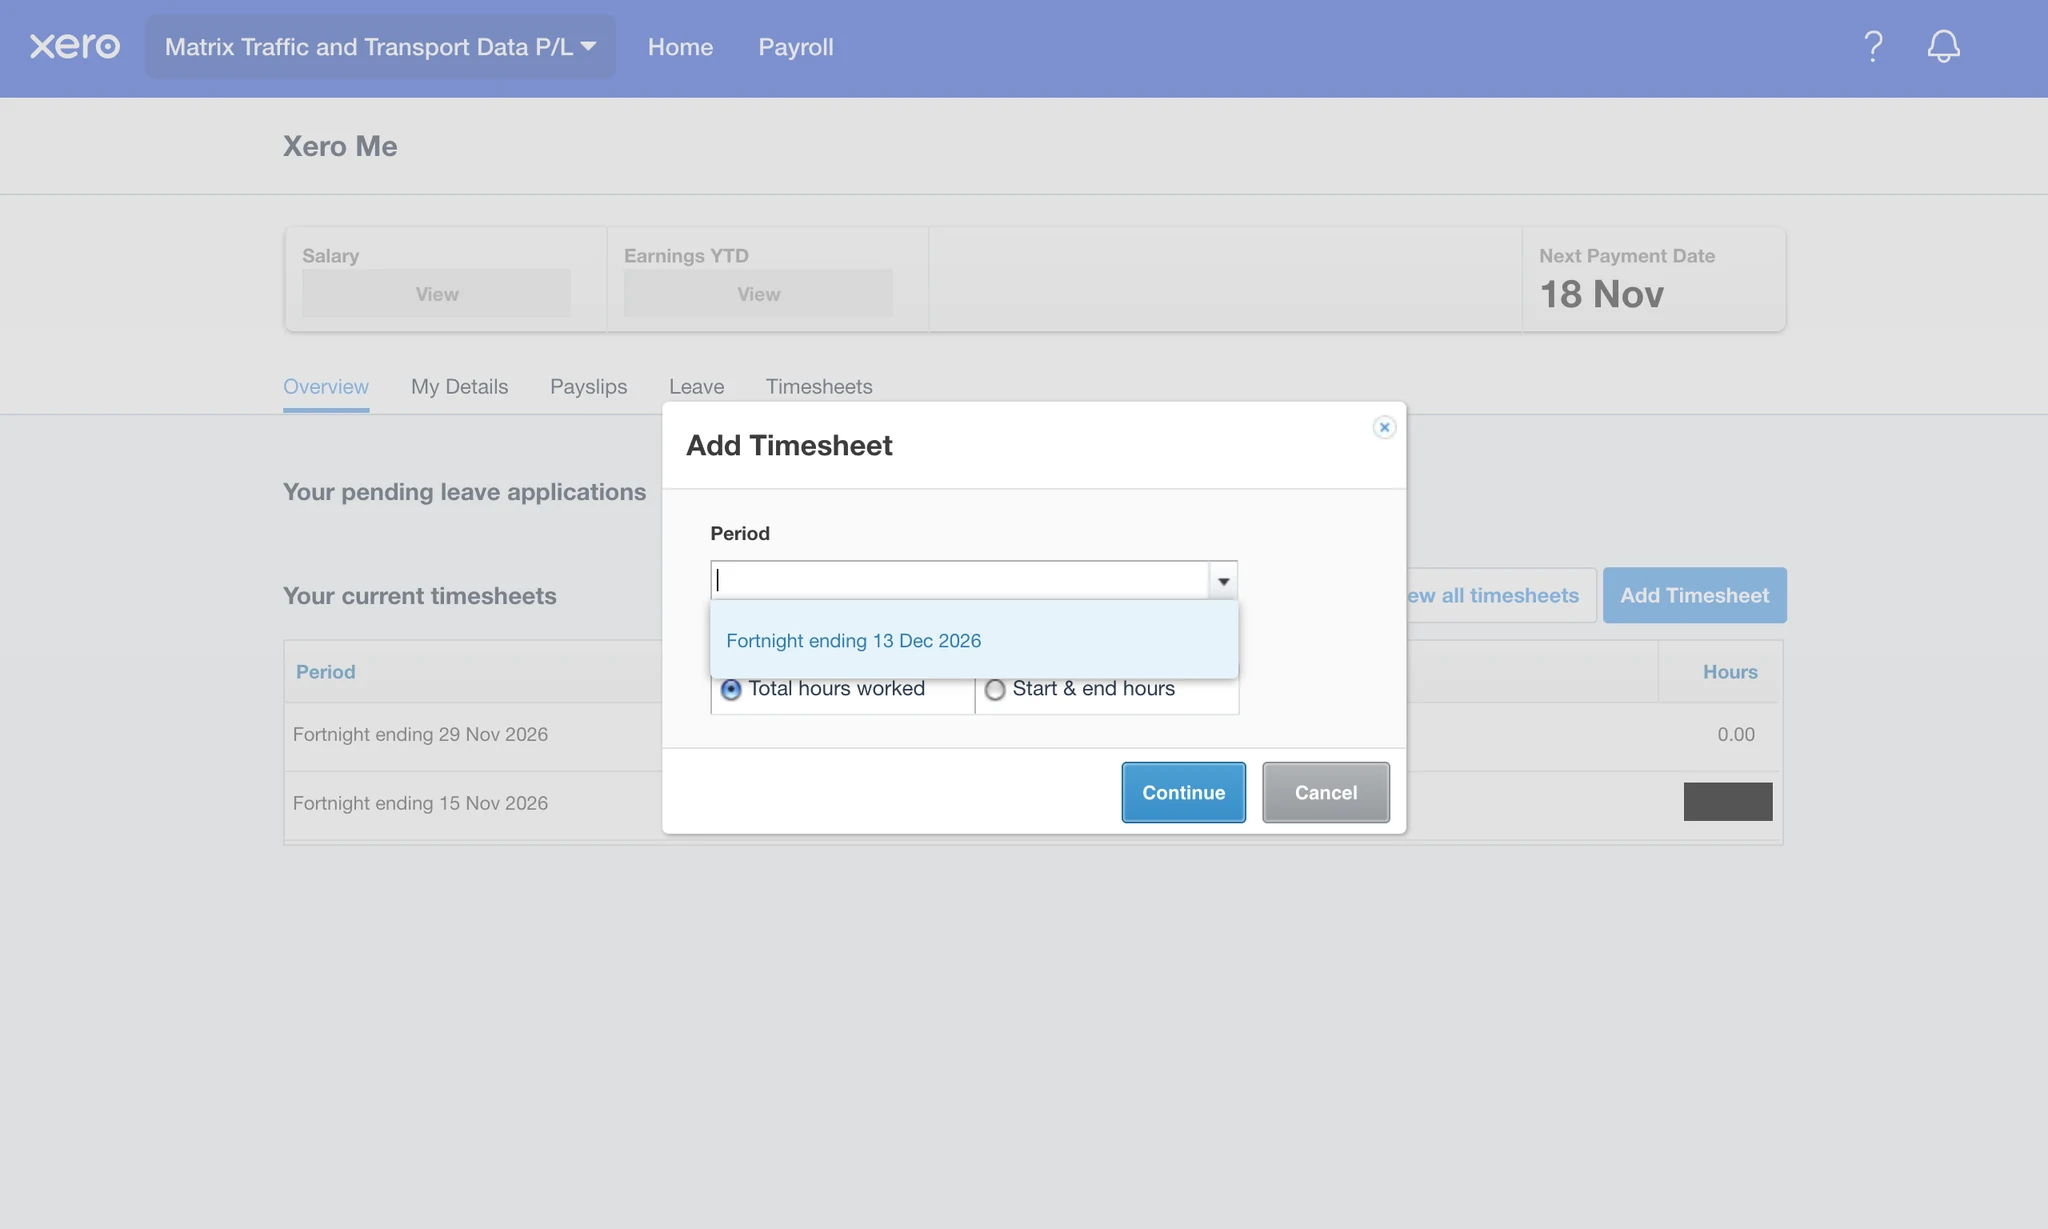 xero
Matrix Traffic and Transport Data P/L
Home
Payroll
?
Xero Me
Salary
View
Earnings YTD
View
Next Payment Date
18 Nov
Overview
My Details
Payslips
Leave
Timesheets
Add Timesheet
Period
Fortnight ending 13 Dec 2026
Total hours worked
Start & end hours
Continue
Cancel
Your pending leave applications
Your current timesheets
ew all timesheets
Add Timesheet
Period
Hours
Fortnight ending 29 Nov 2026
0.00
Fortnight ending 15 Nov 2026